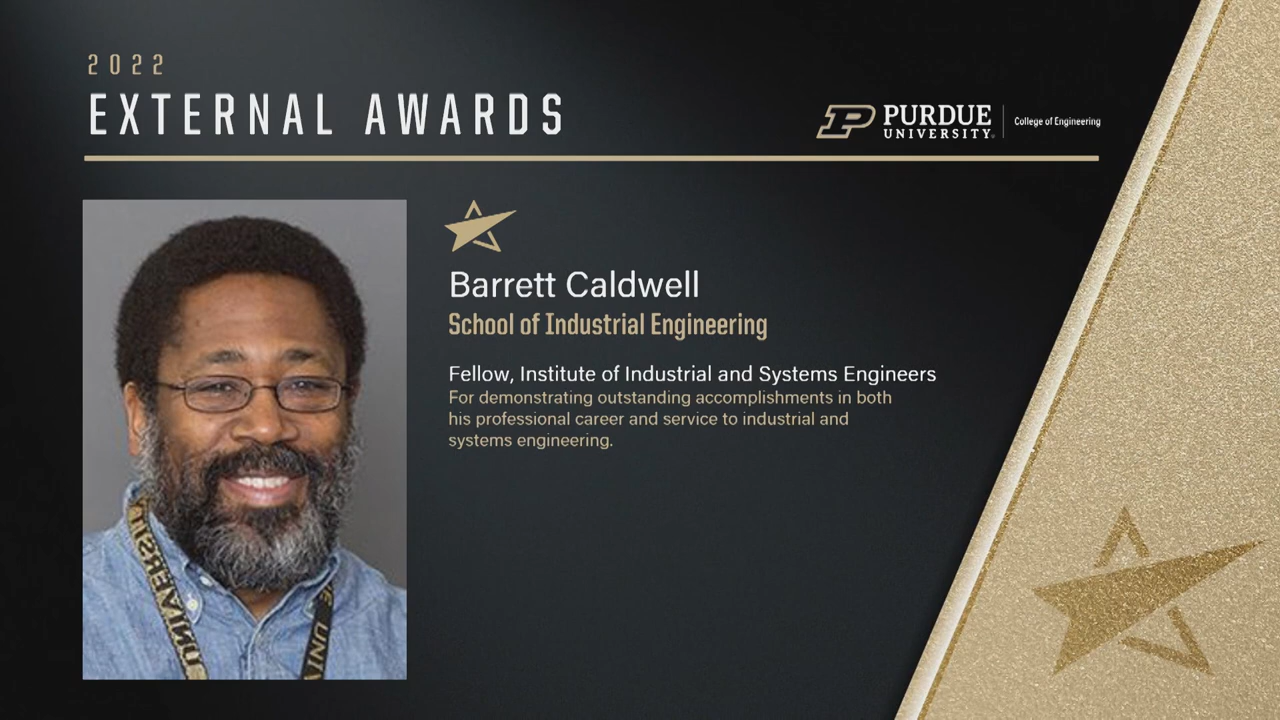 2022
EXTERNAL AWARDS
PURDUE
UNIVERSITY®
College of Engineering
Barrett Caldwell
School of Industrial Engineering
Fellow, Institute of Industrial and Systems Engineers
For demonstrating outstanding accomplishments in both
his professional career and service to industrial and
systems engineering.